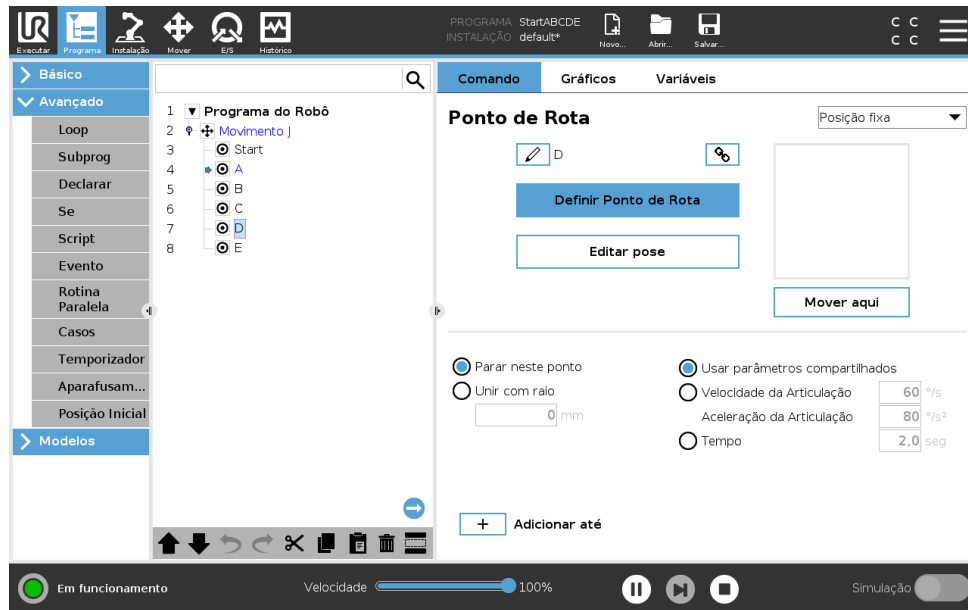 PROGRAMA StartABCDE
INSTALAÇÃO default*
UR
Executar Programa Instalação Mover E/S Histórico Novo... Abrir... Salvar...
C C
C C
Básico
Avançado
Loop
Subprog
Declarar
Se
Script
Evento
Rotina
Paralela
Casos
Temporizador
Aparafusam...
Posição Inicial
Modelos
1 Programa do Robô
2 Movimento J
3 Start
4 A
5 B
6 C
7 D
8 E
Comando Gráficos Variáveis
Ponto de Rota
Posição fixa
D
Definir Ponto de Rota
Editar pose
Mover aqui
Parar neste ponto
Unir com raio
0 mm
Usar parâmetros compartilhados
Velocidade da Articulação 60 °/s
Aceleração da Articulação 80 °/s²
Tempo 2,0 seg
+ Adicionar até
Em funcionamento
Velocidade 100%
Simulação